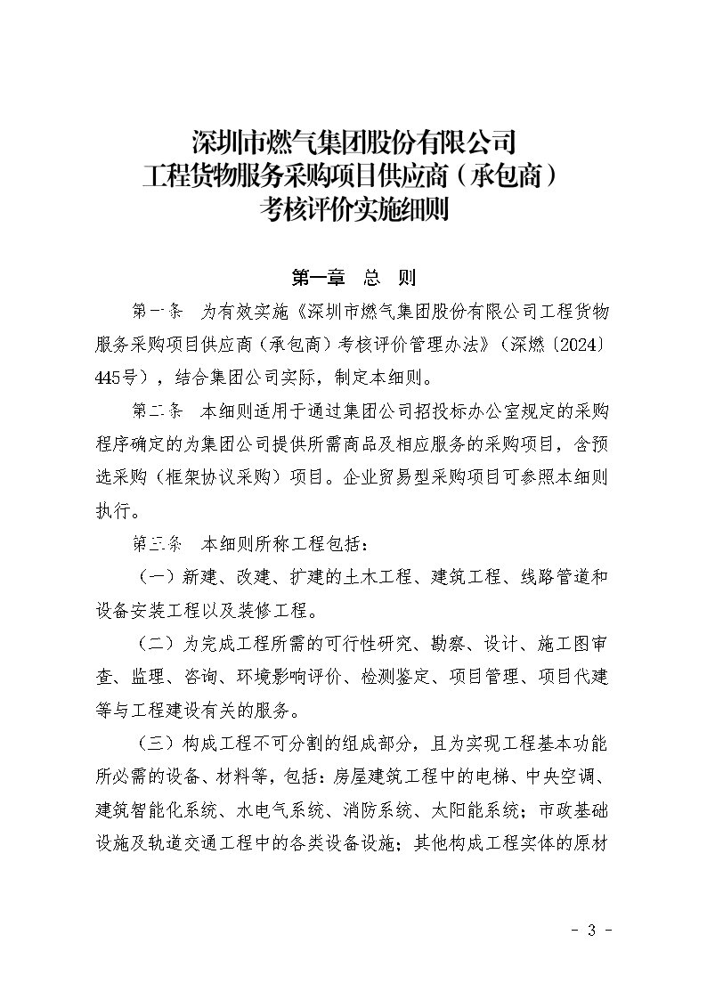 深圳市燃气集团股份有限公司
工程货物服务采购项目供应商（承包商）
考核评价实施细则
第一章　总　则
第一条　为有效实施《深圳市燃气集团股份有限公司工程货物
服务采购项目供应商（承包商）考核评价管理办法》（深燃〔2024〕
445号），结合集团公司实际，制定本细则。
第二条　本细则适用于通过集团公司招投标办公室规定的采购
程序确定的为集团公司提供所需商品及相应服务的采购项目，含预
选采购（框架协议采购）项目。企业贸易型采购项目可参照本细则
执行。
第三条　本细则所称工程包括：
（一）新建、改建、扩建的土木工程、建筑工程、线路管道和
设备安装工程以及装修工程。
（二）为完成工程所需的可行性研究、勘察、设计、施工图审
查、监理、咨询、环境影响评价、检测鉴定、项目管理、项目代建
等与工程建设有关的服务。
（三）构成工程不可分割的组成部分，且为实现工程基本功能
所必需的设备、材料等，包括：房屋建筑工程中的电梯、中央空调、
建筑智能化系统、水电气系统、消防系统、太阳能系统；市政基础
设施及轨道交通工程中的各类设备设施；其他构成工程实体的原材
- 3 -